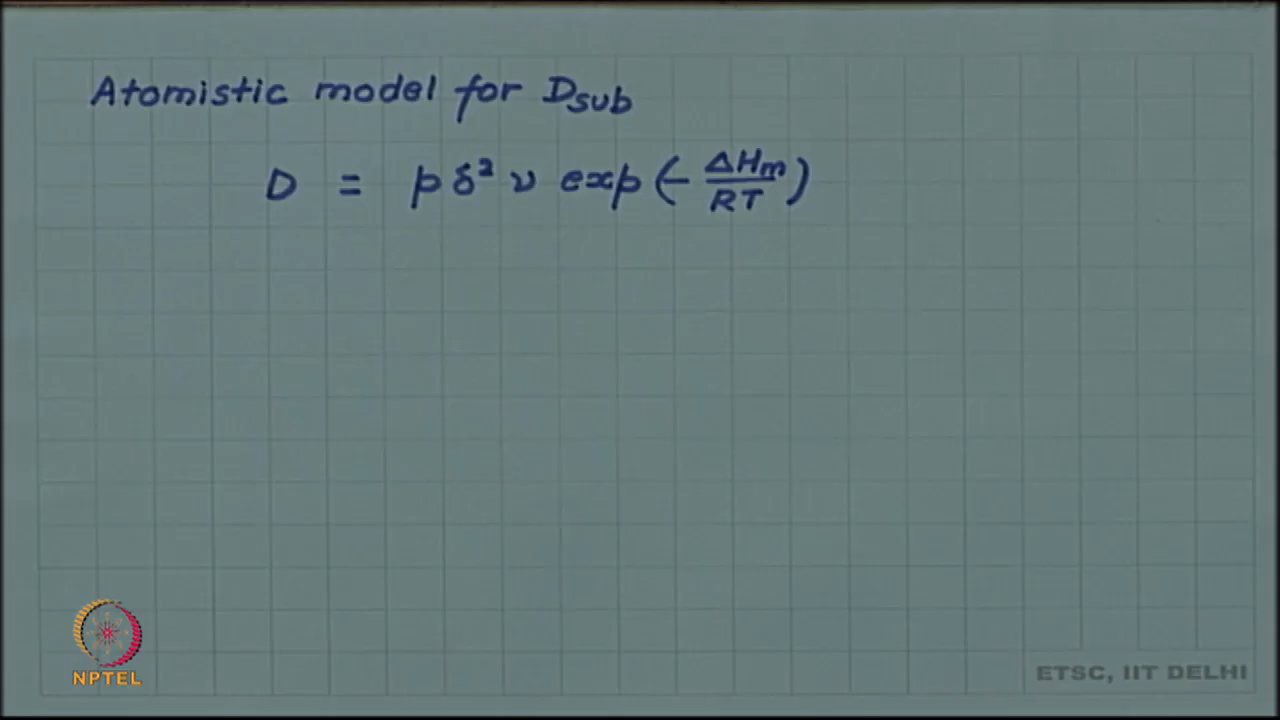 Atomistic model for Dsub
D = p δ² ν exp (- ΔHm / RT)
NPTEL
ETSC, IIT DELHI